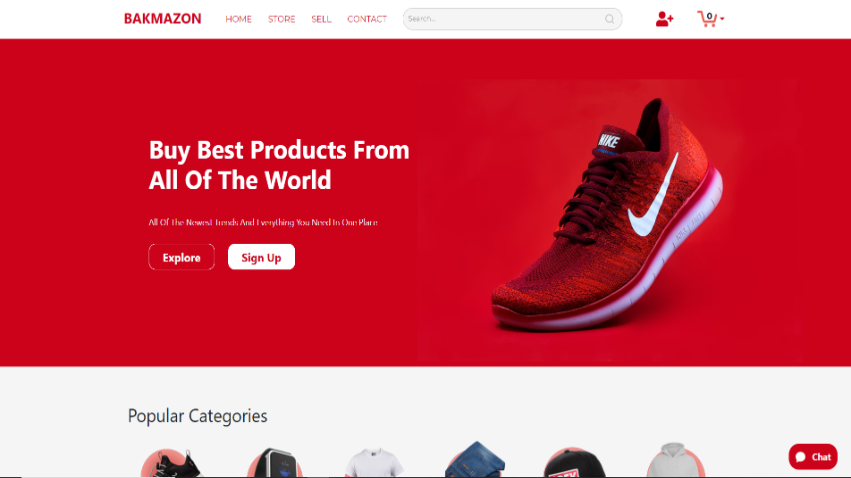 BAKMAZON HOME STORE SELL CONTACT Search... 0
Buy Best Products From
All Of The World
All Of The Newest Trends And Everything You Need In One Place
Explore Sign Up
NIKE
Popular Categories
Chat